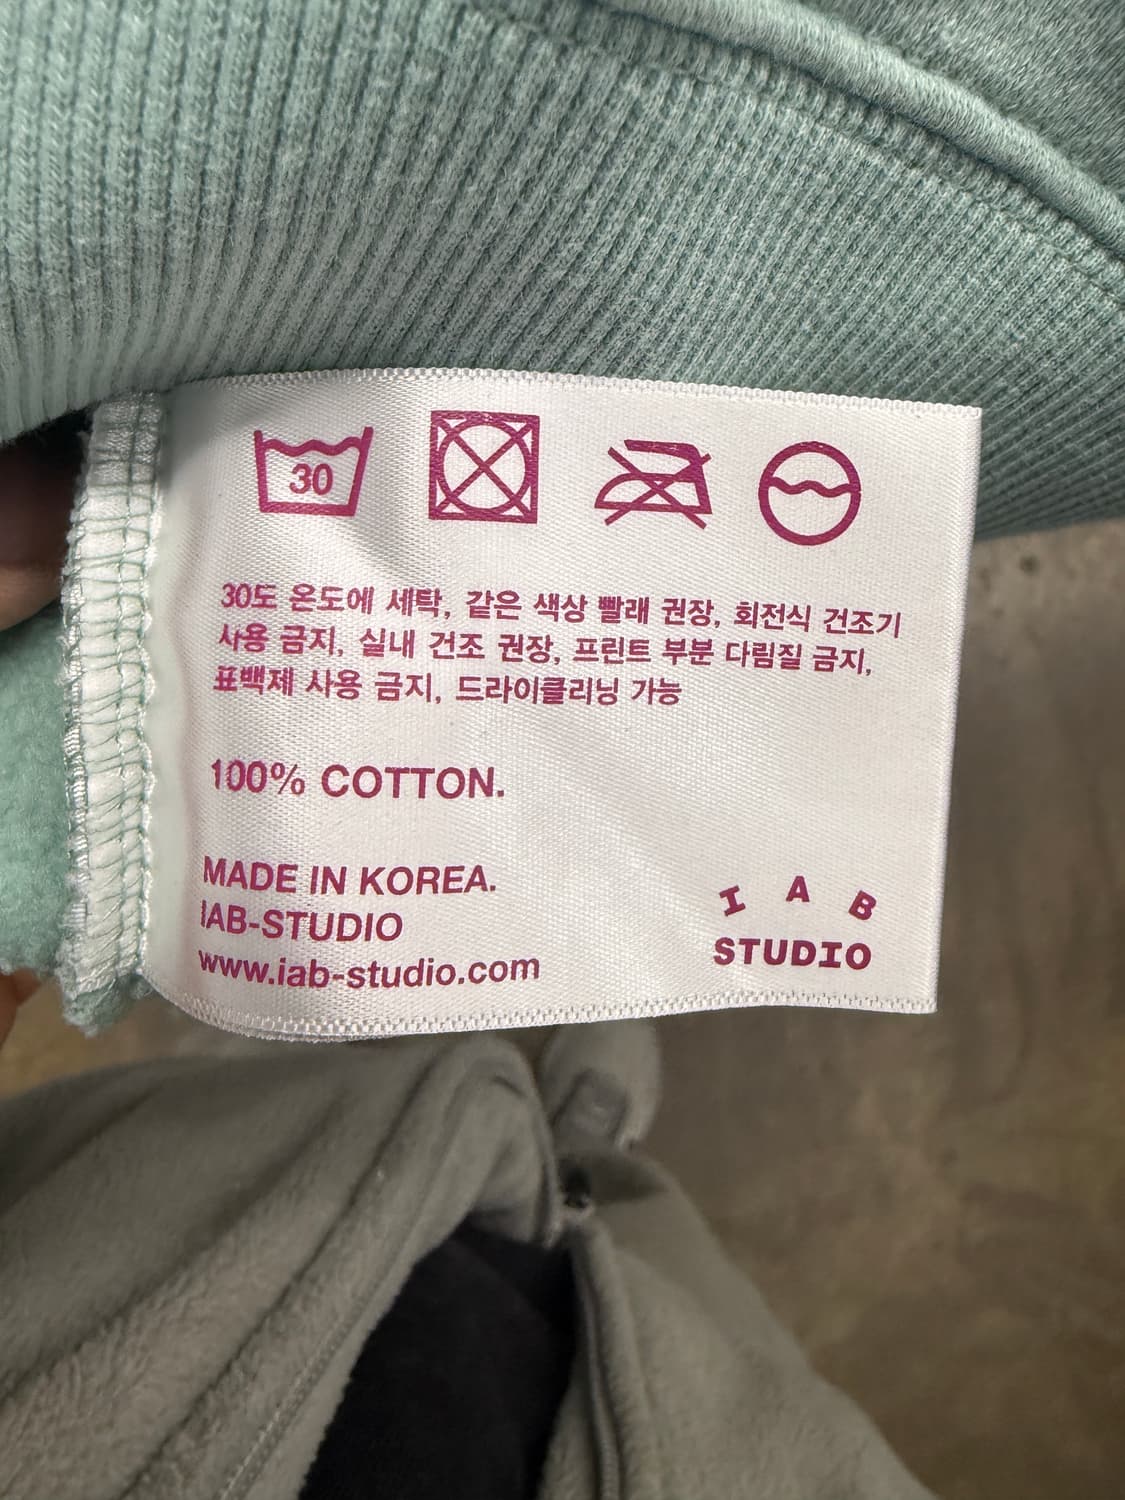 30
30도 온도에 세탁, 같은 색상 빨래 권장, 회전식 건조기
사용 금지, 실내 건조 권장, 프린트 부분 다림질 금지,
표백제 사용 금지, 드라이클리닝 가능
100% COTTON.
MADE IN KOREA.
IAB-STUDIO
www.iab-studio.com
I A B
STUDIO